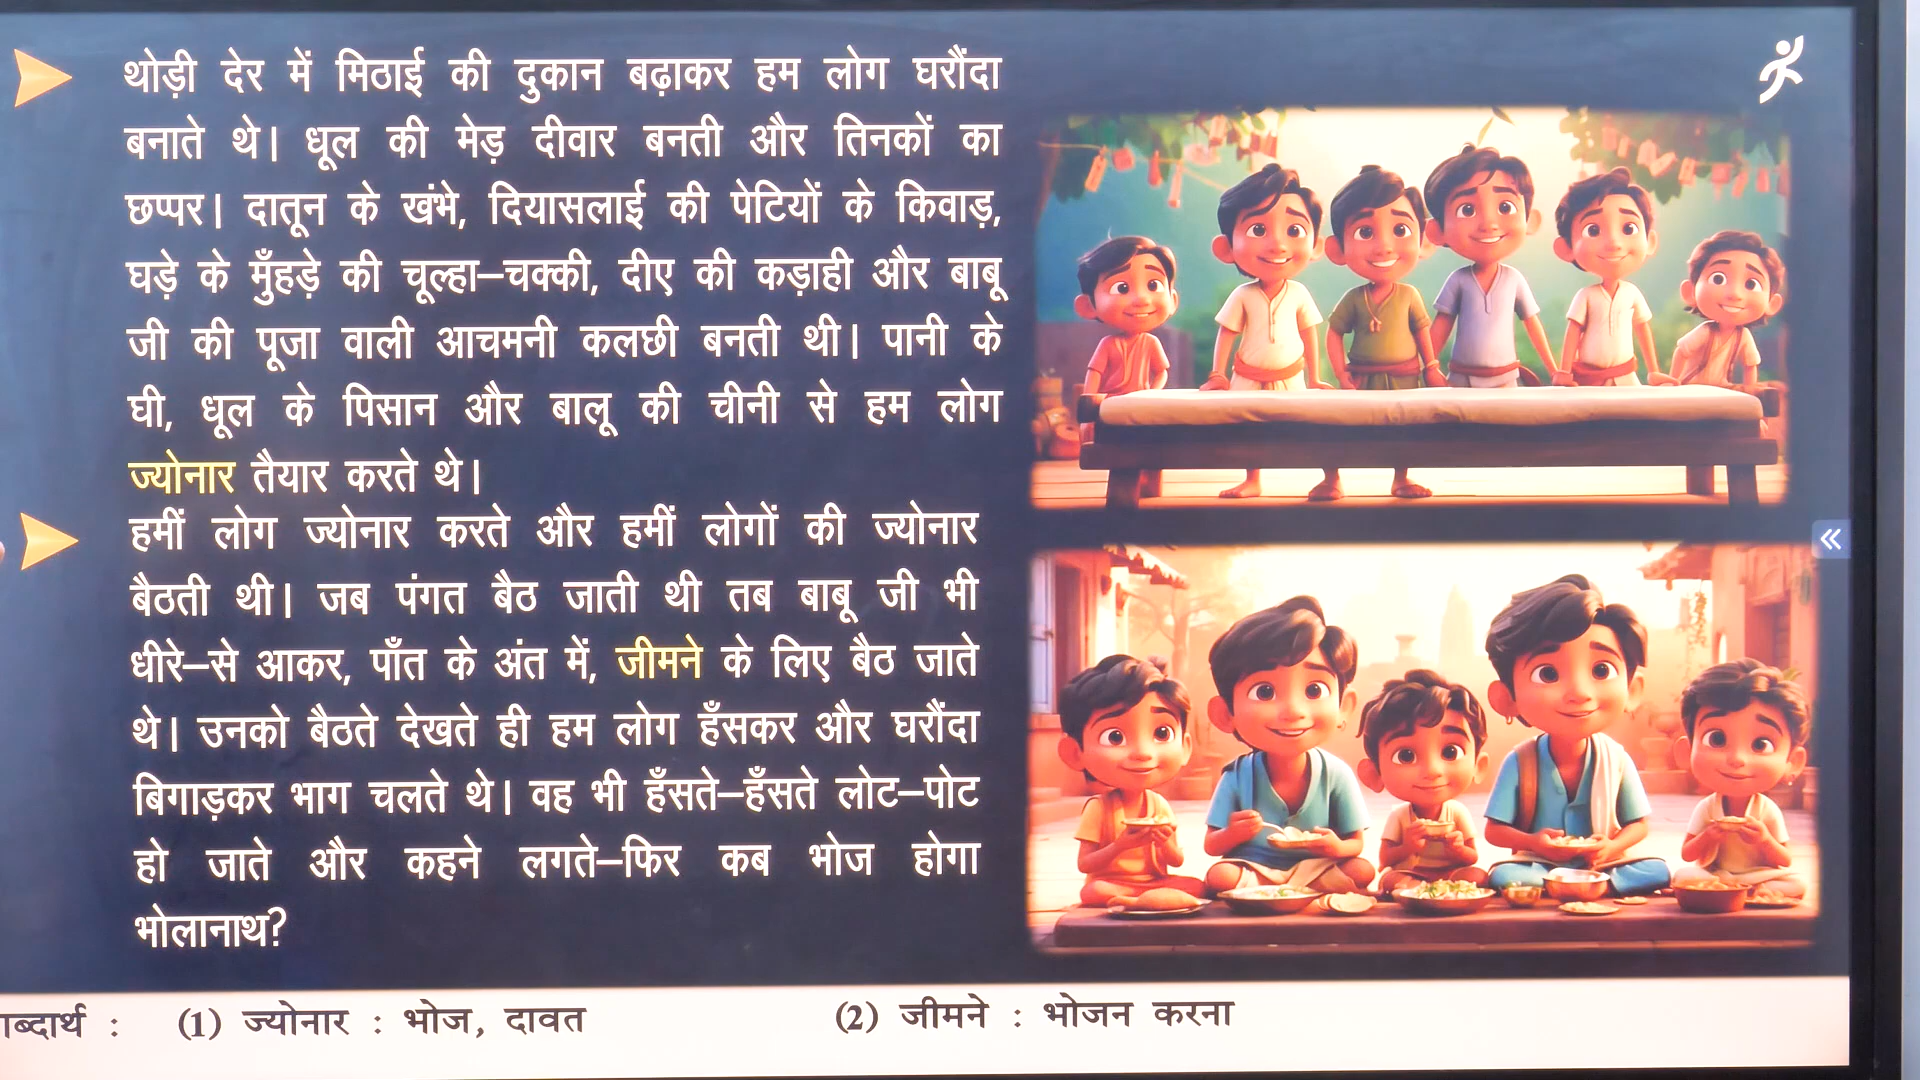 थोड़ी देर में मिठाई की दुकान बढ़ाकर हम लोग घरौंदा
बनाते थे। धूल की मेड़ दीवार बनती और तिनकों का
छप्पर। दातून के खंभे, दियासलाई की पेटियों के किवाड़,
घड़े के मुँहड़े की चूल्हा–चक्की, दीए की कड़ाही और बाबू
जी की पूजा वाली आचमनी कलछी बनती थी। पानी के
घी, धूल के पिसान और बालू की चीनी से हम लोग
ज्योनार तैयार करते थे।
हमीं लोग ज्योनार करते और हमीं लोगों की ज्योनार
बैठती थी। जब पंगत बैठ जाती थी तब बाबू जी भी
धीरे–से आकर, पाँत के अंत में, जीमने के लिए बैठ जाते
थे। उनको बैठते देखते ही हम लोग हँसकर और घरौंदा
बिगाड़कर भाग चलते थे। वह भी हँसते–हँसते लोट–पोट
हो जाते और कहने लगते–फिर कब भोज होगा
भोलानाथ?
ाब्दार्थ : (1) ज्योनार : भोज, दावत (2) जीमने : भोजन करना